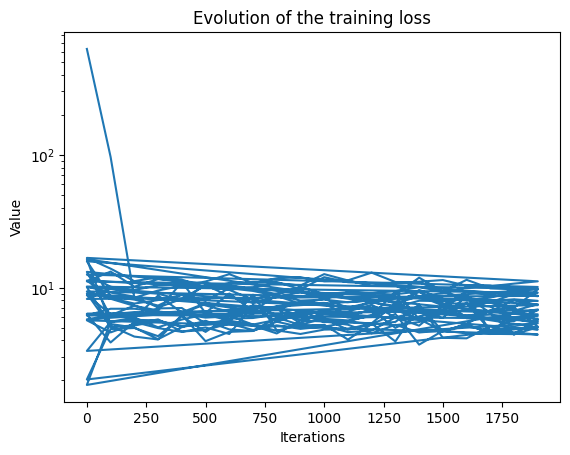 Evolution of the training loss
Value
10²
10¹
0 250 500 750 1000 1250 1500 1750
Iterations